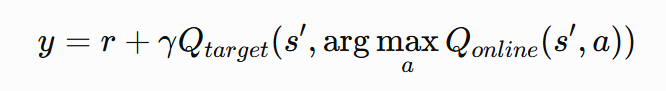 y = r + γQ_{target}(s′, arg max_a Q_{online}(s′, a))